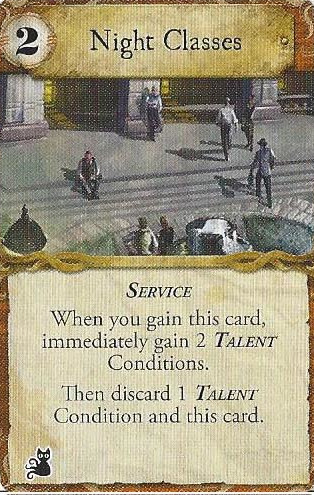 2
Night Classes
SERVICE
When you gain this card,
immediately gain 2 TALENT
Conditions.
Then discard 1 TALENT
Condition and this card.